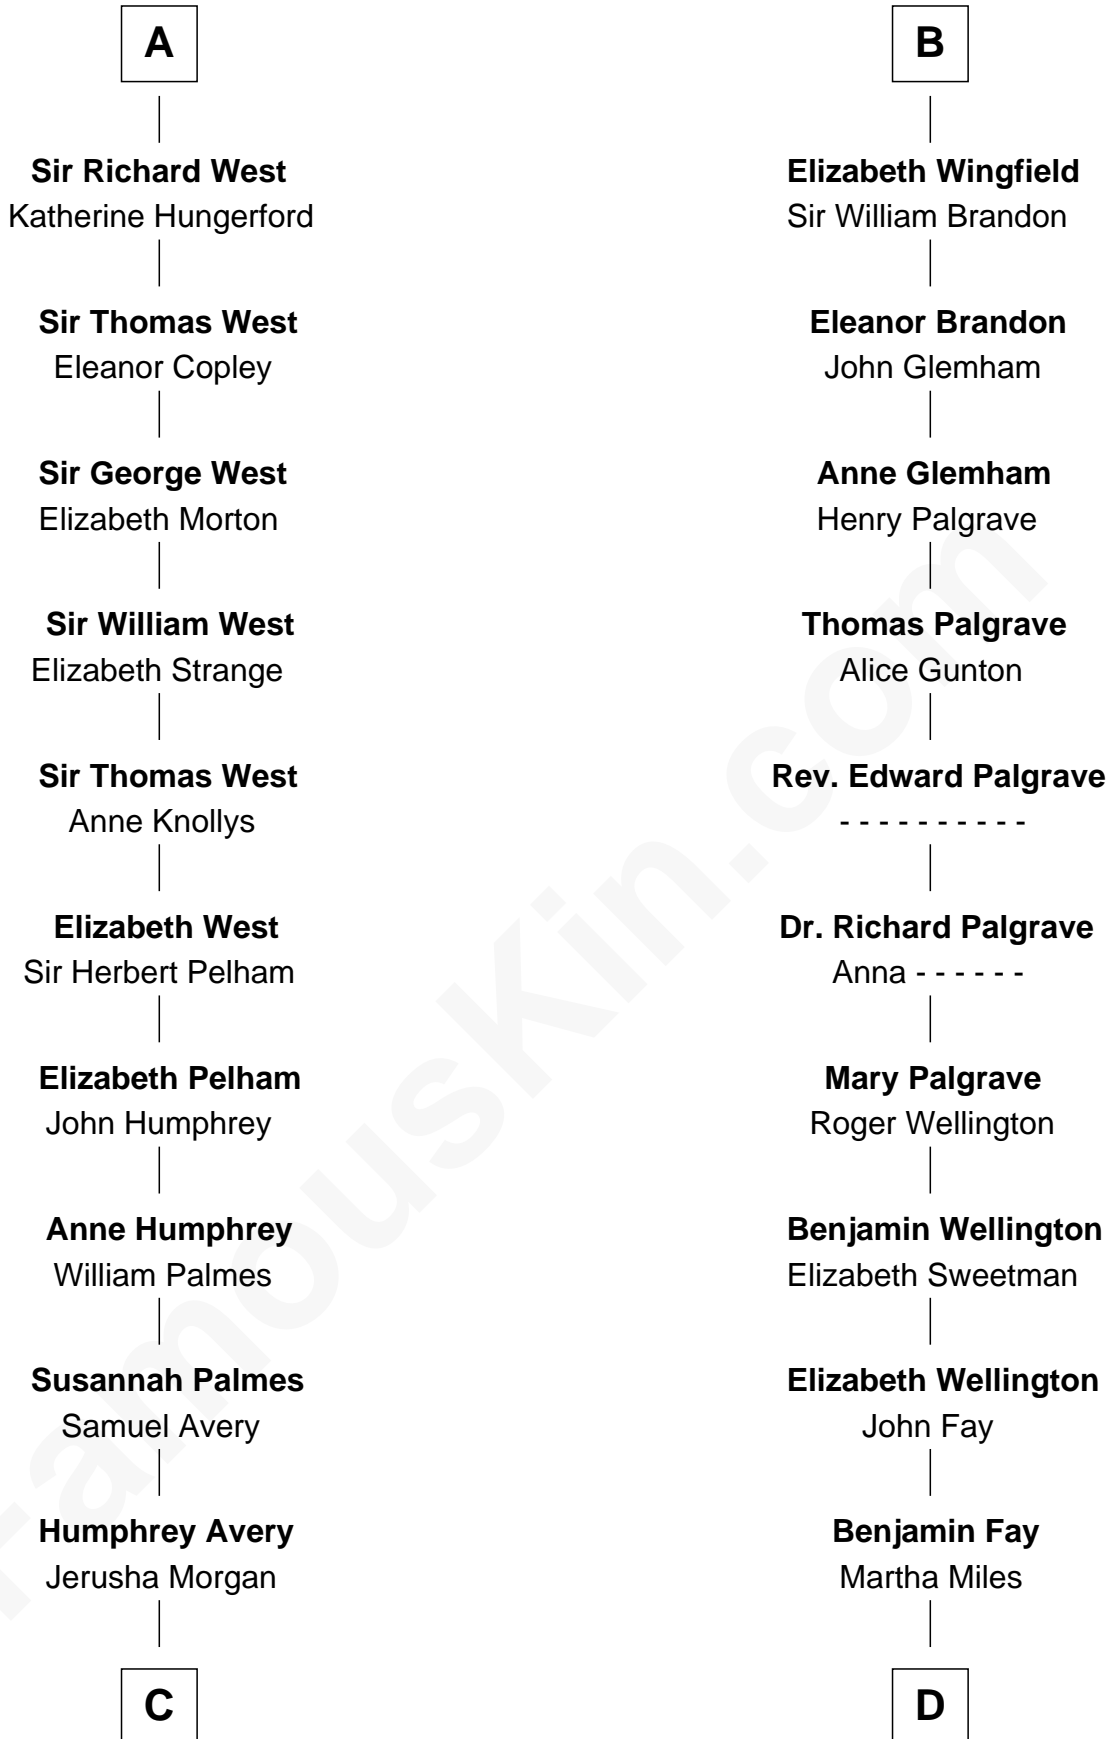 A
Sir Richard West
Katherine Hungerford
Sir Thomas West
Eleanor Copley
Sir George West
Elizabeth Morton
Sir William West
Elizabeth Strange
Sir Thomas West
Anne Knollys
Elizabeth West
Sir Herbert Pelham
Elizabeth Pelham
John Humphrey
Anne Humphrey
William Palmes
Susannah Palmes
Samuel Avery
Humphrey Avery
Jerusha Morgan
C
B
Elizabeth Wingfield
Sir William Brandon
Eleanor Brandon
John Glemham
Anne Glemham
Henry Palgrave
Thomas Palgrave
Alice Gunton
Rev. Edward Palgrave
- - - - - - - - - -
Dr. Richard Palgrave
Anna - - - - - -
Mary Palgrave
Roger Wellington
Benjamin Wellington
Elizabeth Sweetman
Elizabeth Wellington
John Fay
Benjamin Fay
Martha Miles
D
FamousKin.com